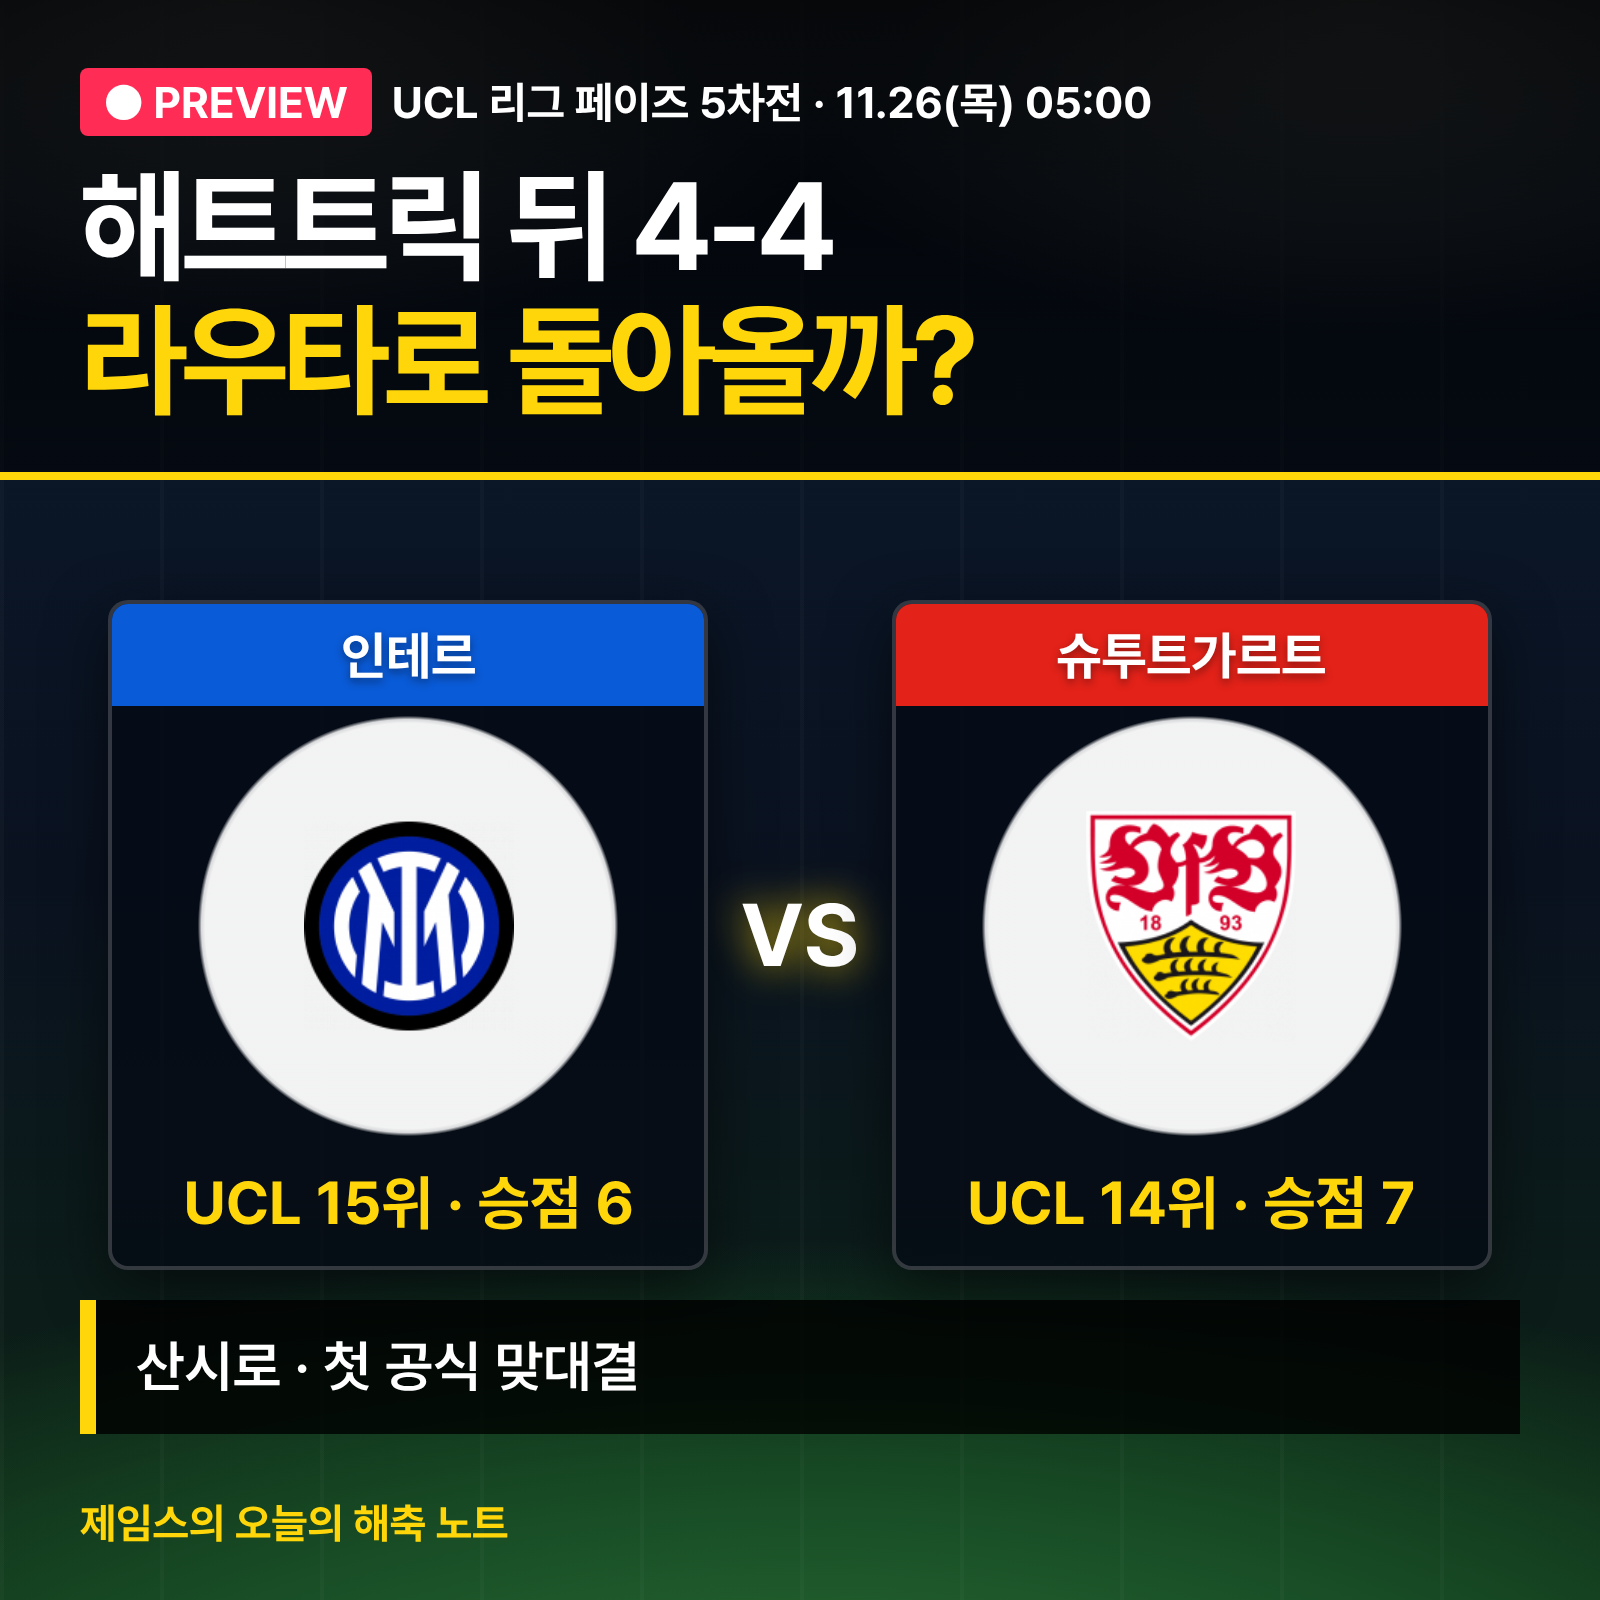 PREVIEW UCL 리그 페이즈 5차전 · 11.26(목) 05:00
해트트릭 뒤 4-4
라우타로 돌아올까?
인테르
슈투트가르트
VfB
18 93
VS
UCL 15위 · 승점 6
UCL 14위 · 승점 7
산시로 · 첫 공식 맞대결
제임스의 오늘의 해축 노트